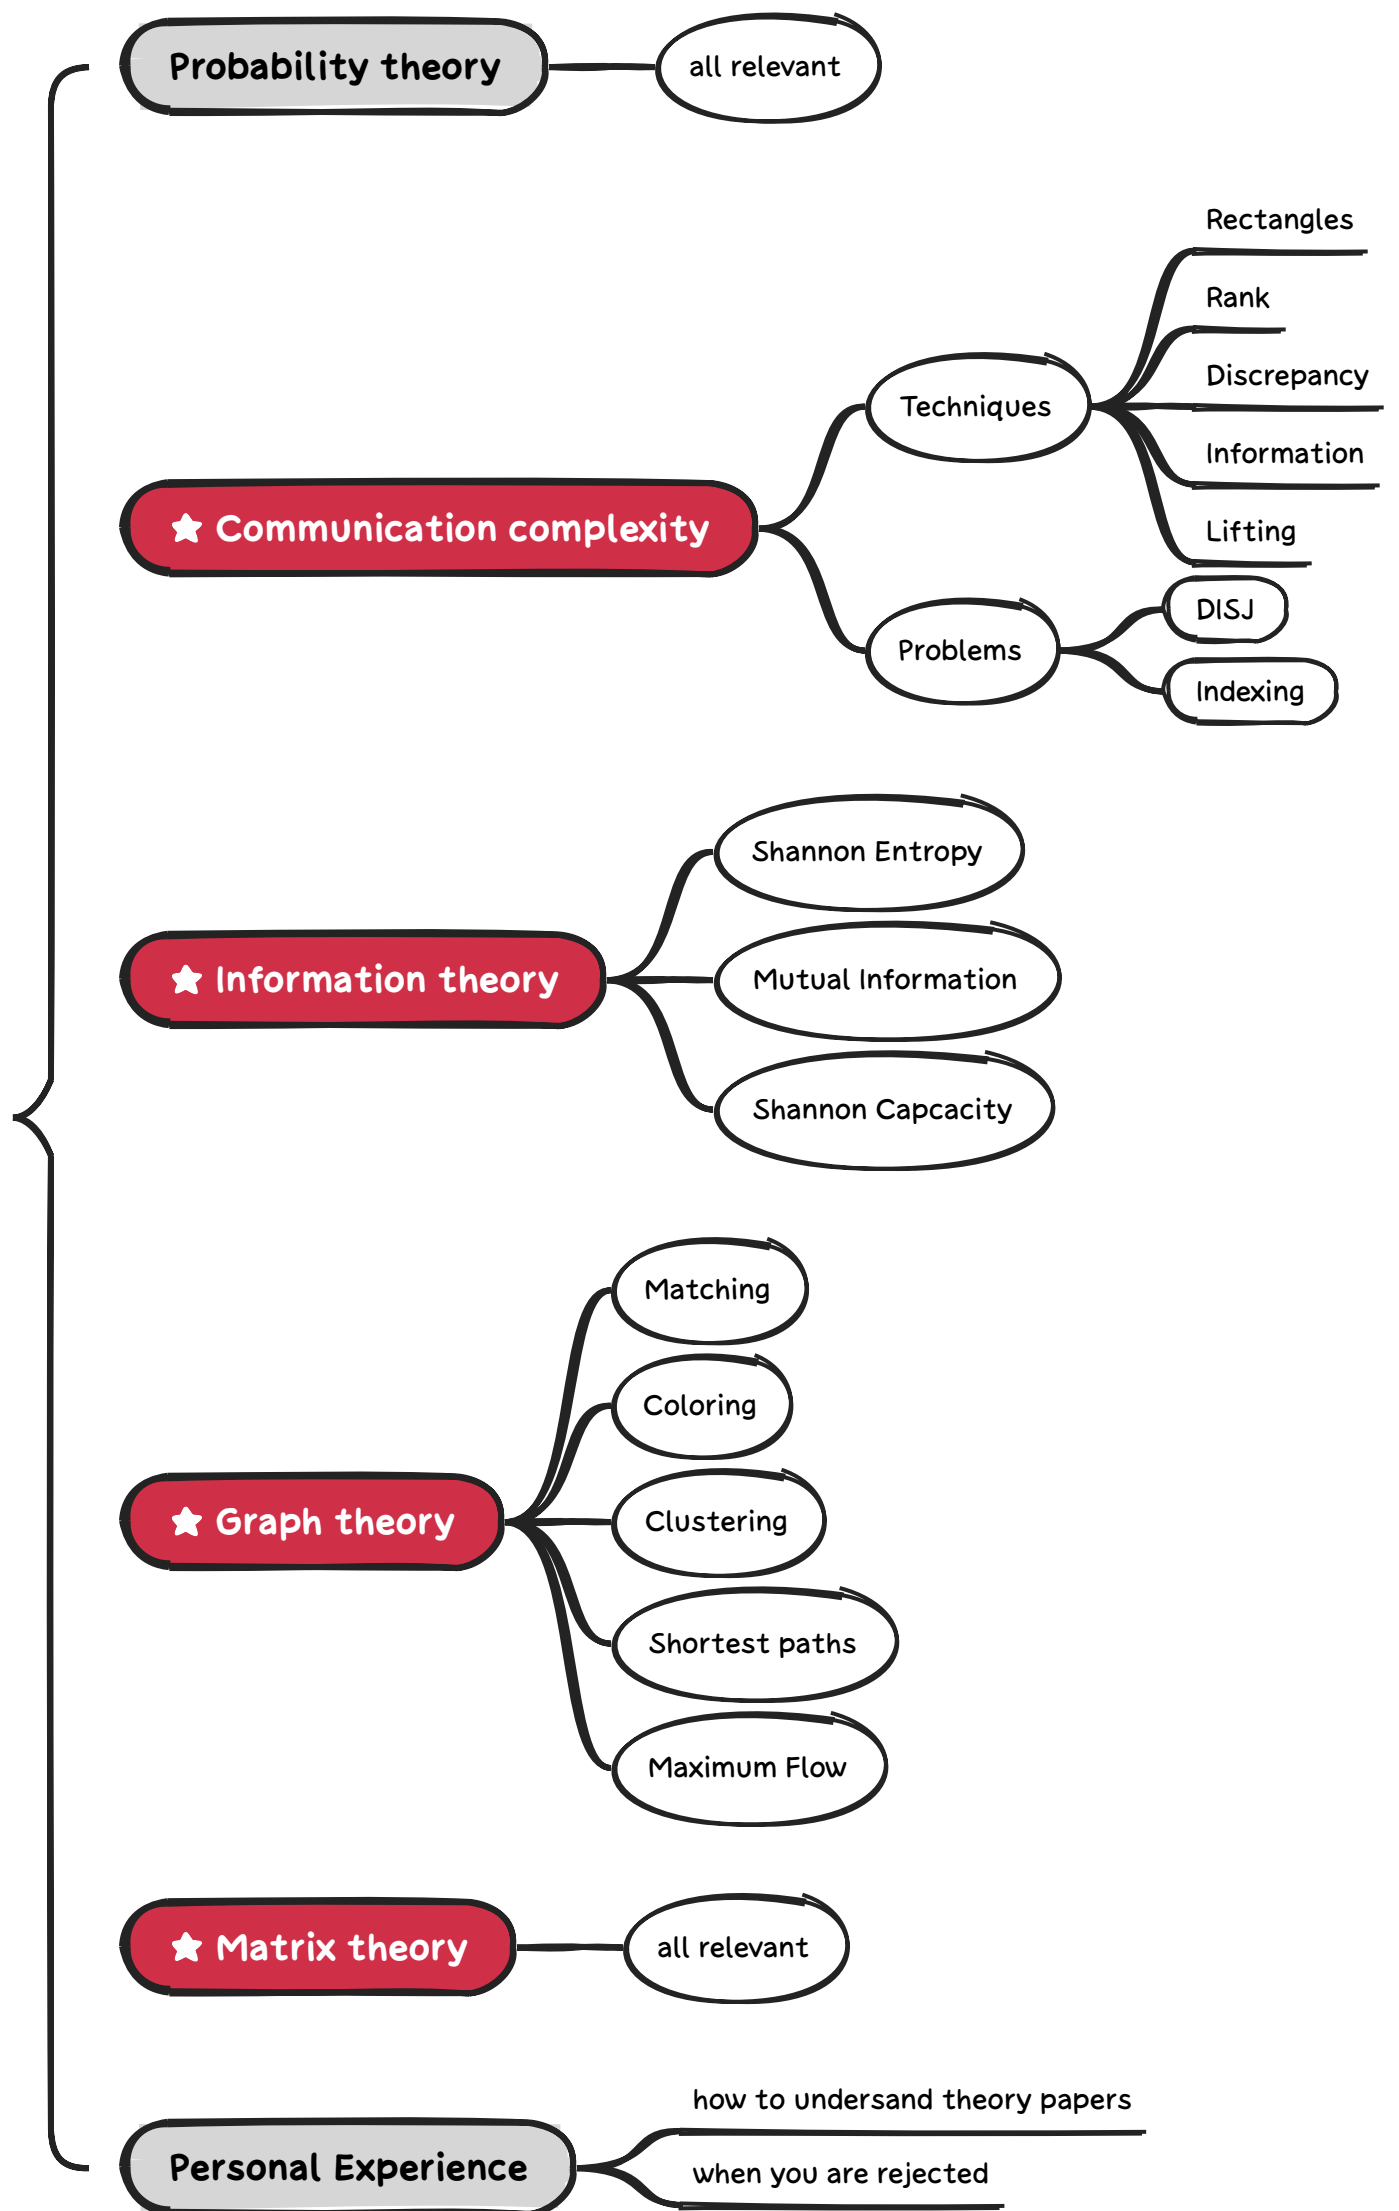 Probability theory
all relevant
Communication complexity
Techniques
Rectangles
Rank
Discrepancy
Information
Lifting
Problems
DISJ
Indexing
Information theory
Shannon Entropy
Mutual Information
Shannon Capcacity
Graph theory
Matching
Coloring
Clustering
Shortest paths
Maximum Flow
Matrix theory
all relevant
Personal Experience
how to undersand theory papers
when you are rejected